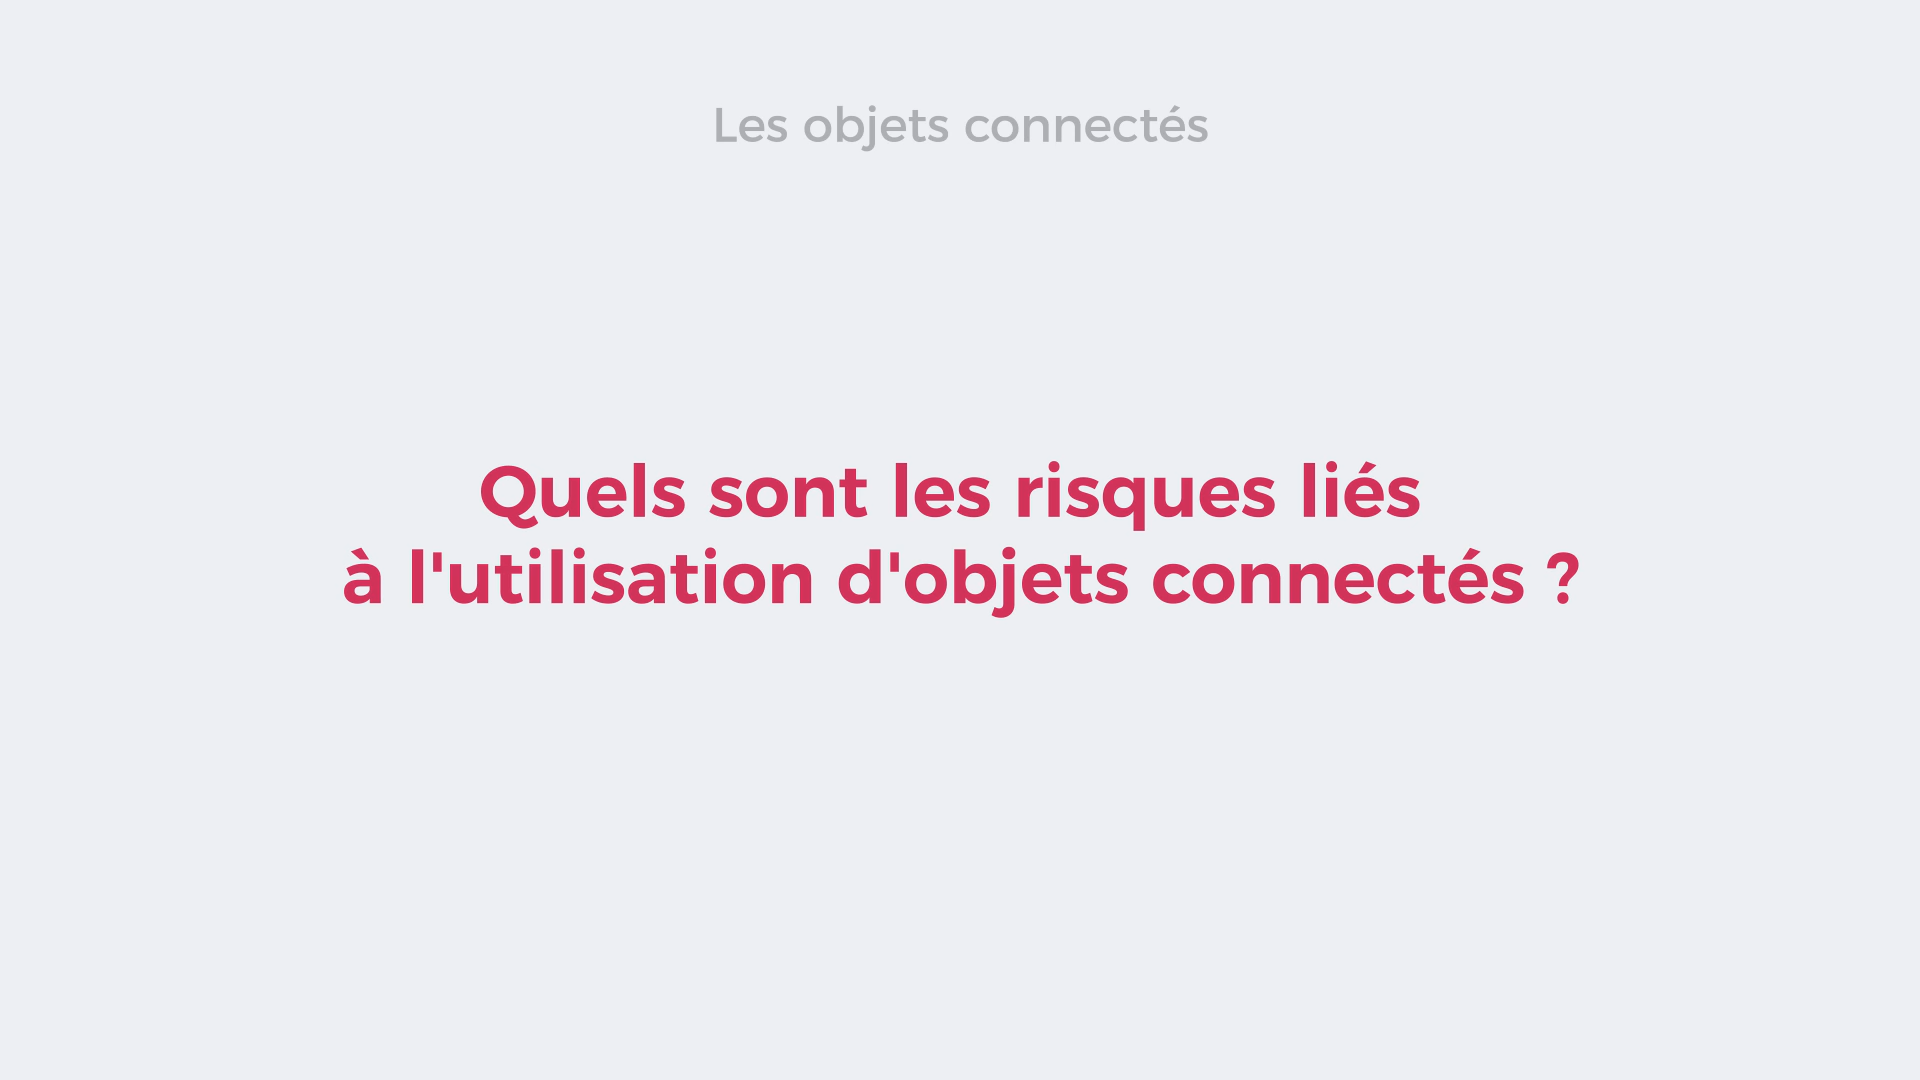 Les objets connectés
Quels sont les risques liés
à l'utilisation d'objets connectés ?